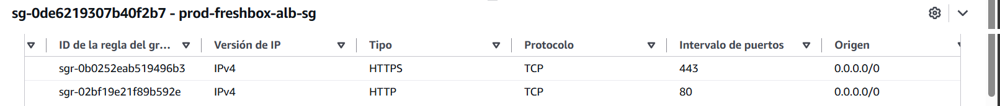 sg-0de6219307b40f2b7 - prod-freshbox-alb-sg
ID de la regla del gr... Versión de IP Tipo Protocolo Intervalo de puertos Origen
sgr-0b0252eab519496b3 IPv4 HTTPS TCP 443 0.0.0.0/0
sgr-02bf19e21f89b592e IPv4 HTTP TCP 80 0.0.0.0/0